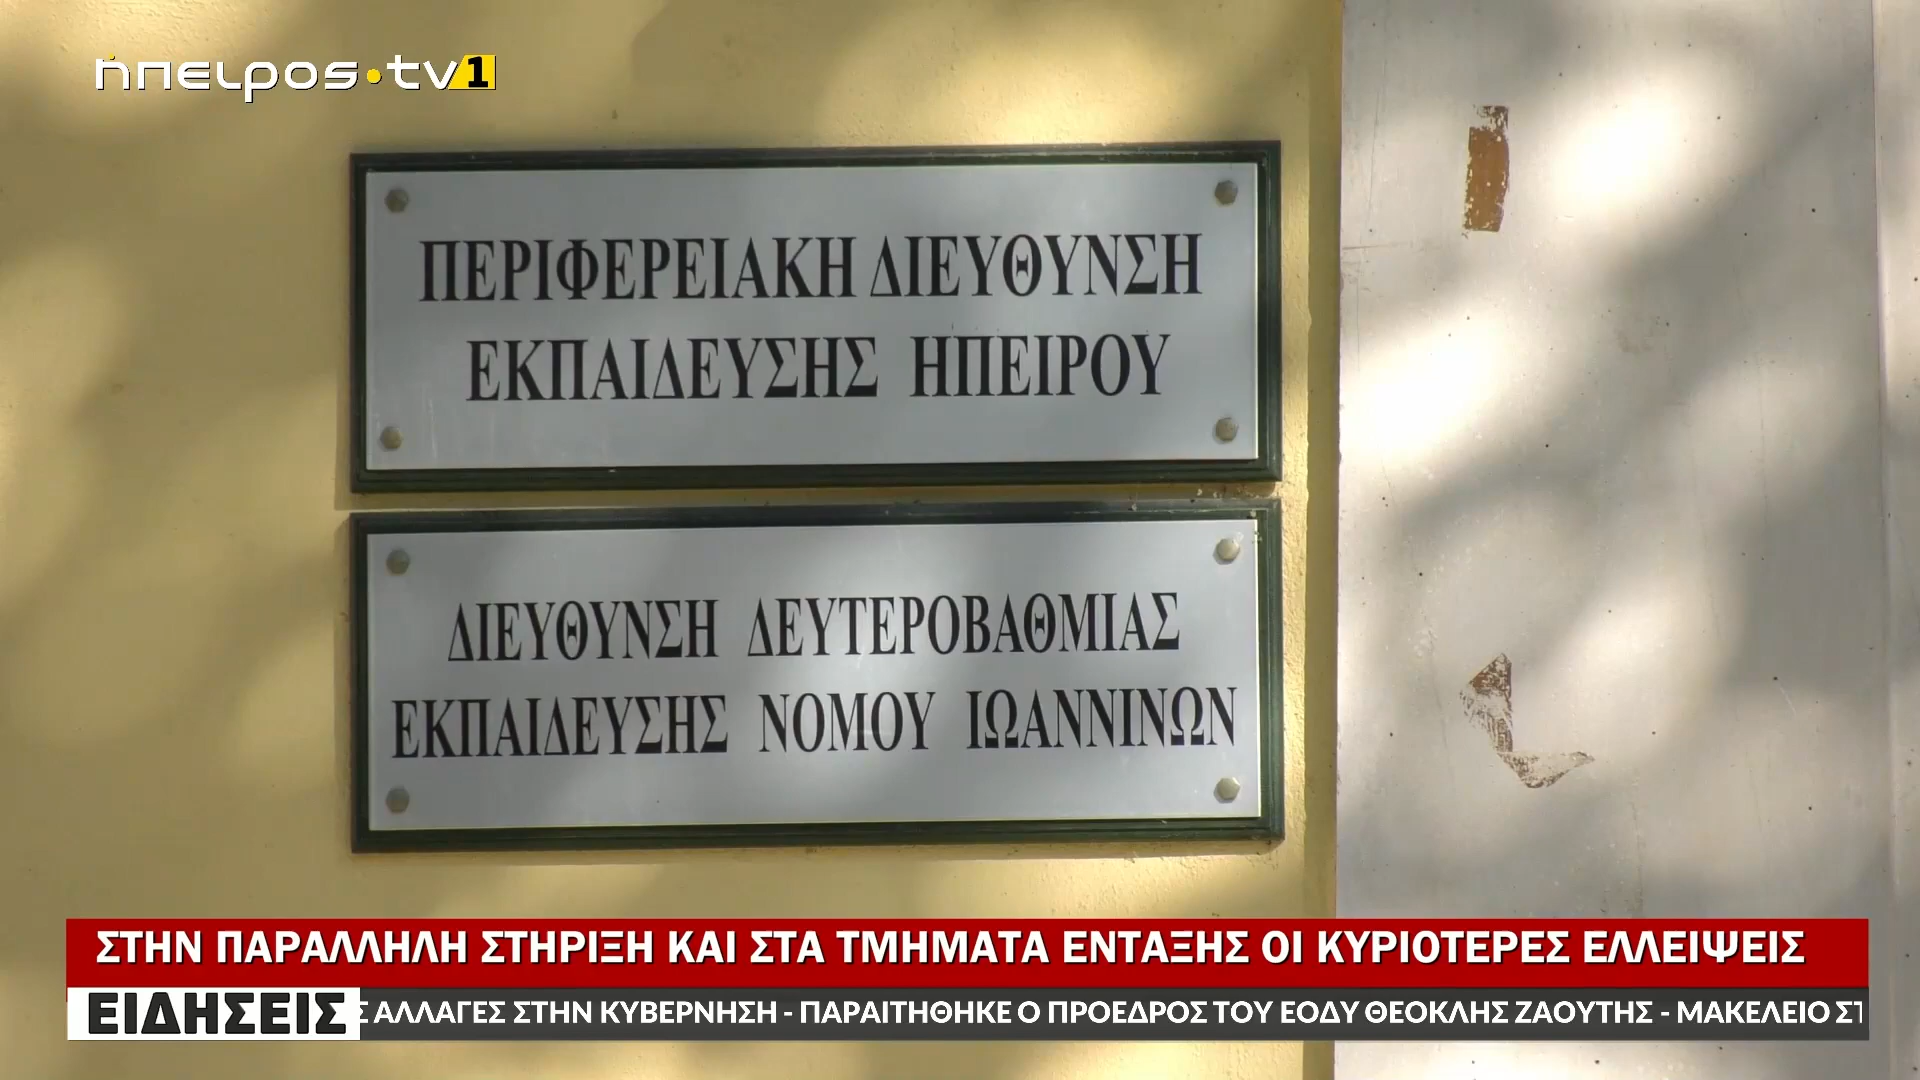 ήπειρος.tv1
ΠΕΡΙΦΕΡΕΙΑΚΗ ΔΙΕΥΘΥΝΣΗ
ΕΚΠΑΙΔΕΥΣΗΣ ΗΠΕΙΡΟΥ
ΔΙΕΥΘΥΝΣΗ ΔΕΥΤΕΡΟΒΑΘΜΙΑΣ
ΕΚΠΑΙΔΕΥΣΗΣ ΝΟΜΟΥ ΙΩΑΝΝΙΝΩΝ
ΣΤΗΝ ΠΑΡΑΛΛΗΛΗ ΣΤΗΡΙΞΗ ΚΑΙ ΣΤΑ ΤΜΗΜΑΤΑ ΕΝΤΑΞΗΣ ΟΙ ΚΥΡΙΟΤΕΡΕΣ ΕΛΛΕΙΨΕΙΣ
ΕΙΔΗΣΕΙΣ
ΑΛΛΑΓΕΣ ΣΤΗΝ ΚΥΒΕΡΝΗΣΗ - ΠΑΡΑΙΤΗΘΗΚΕ Ο ΠΡΟΕΔΡΟΣ ΤΟΥ ΕΟΔΥ ΘΕΟΚΛΗΣ ΖΑΟΥΤΗΣ - ΜΑΚΕΛΕΙΟ